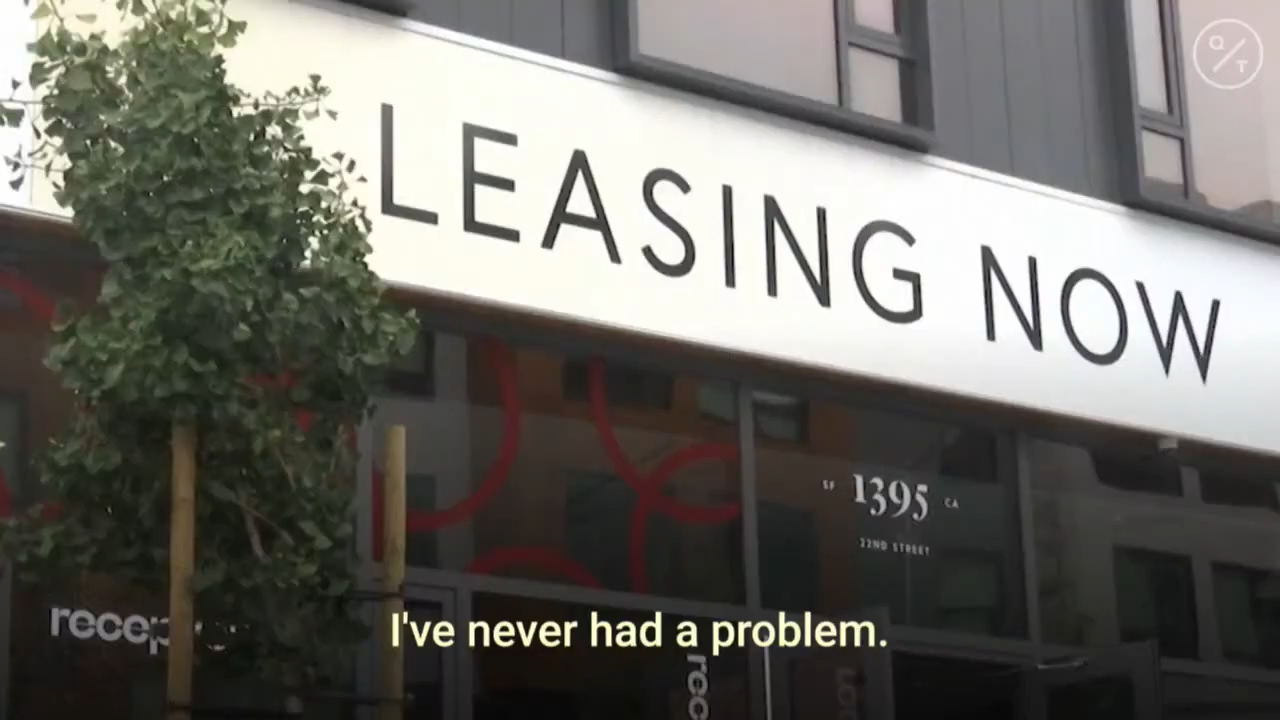 Q
T
LEASING NOW
SF 1395 CA
22ND STREET
I've never had a problem.